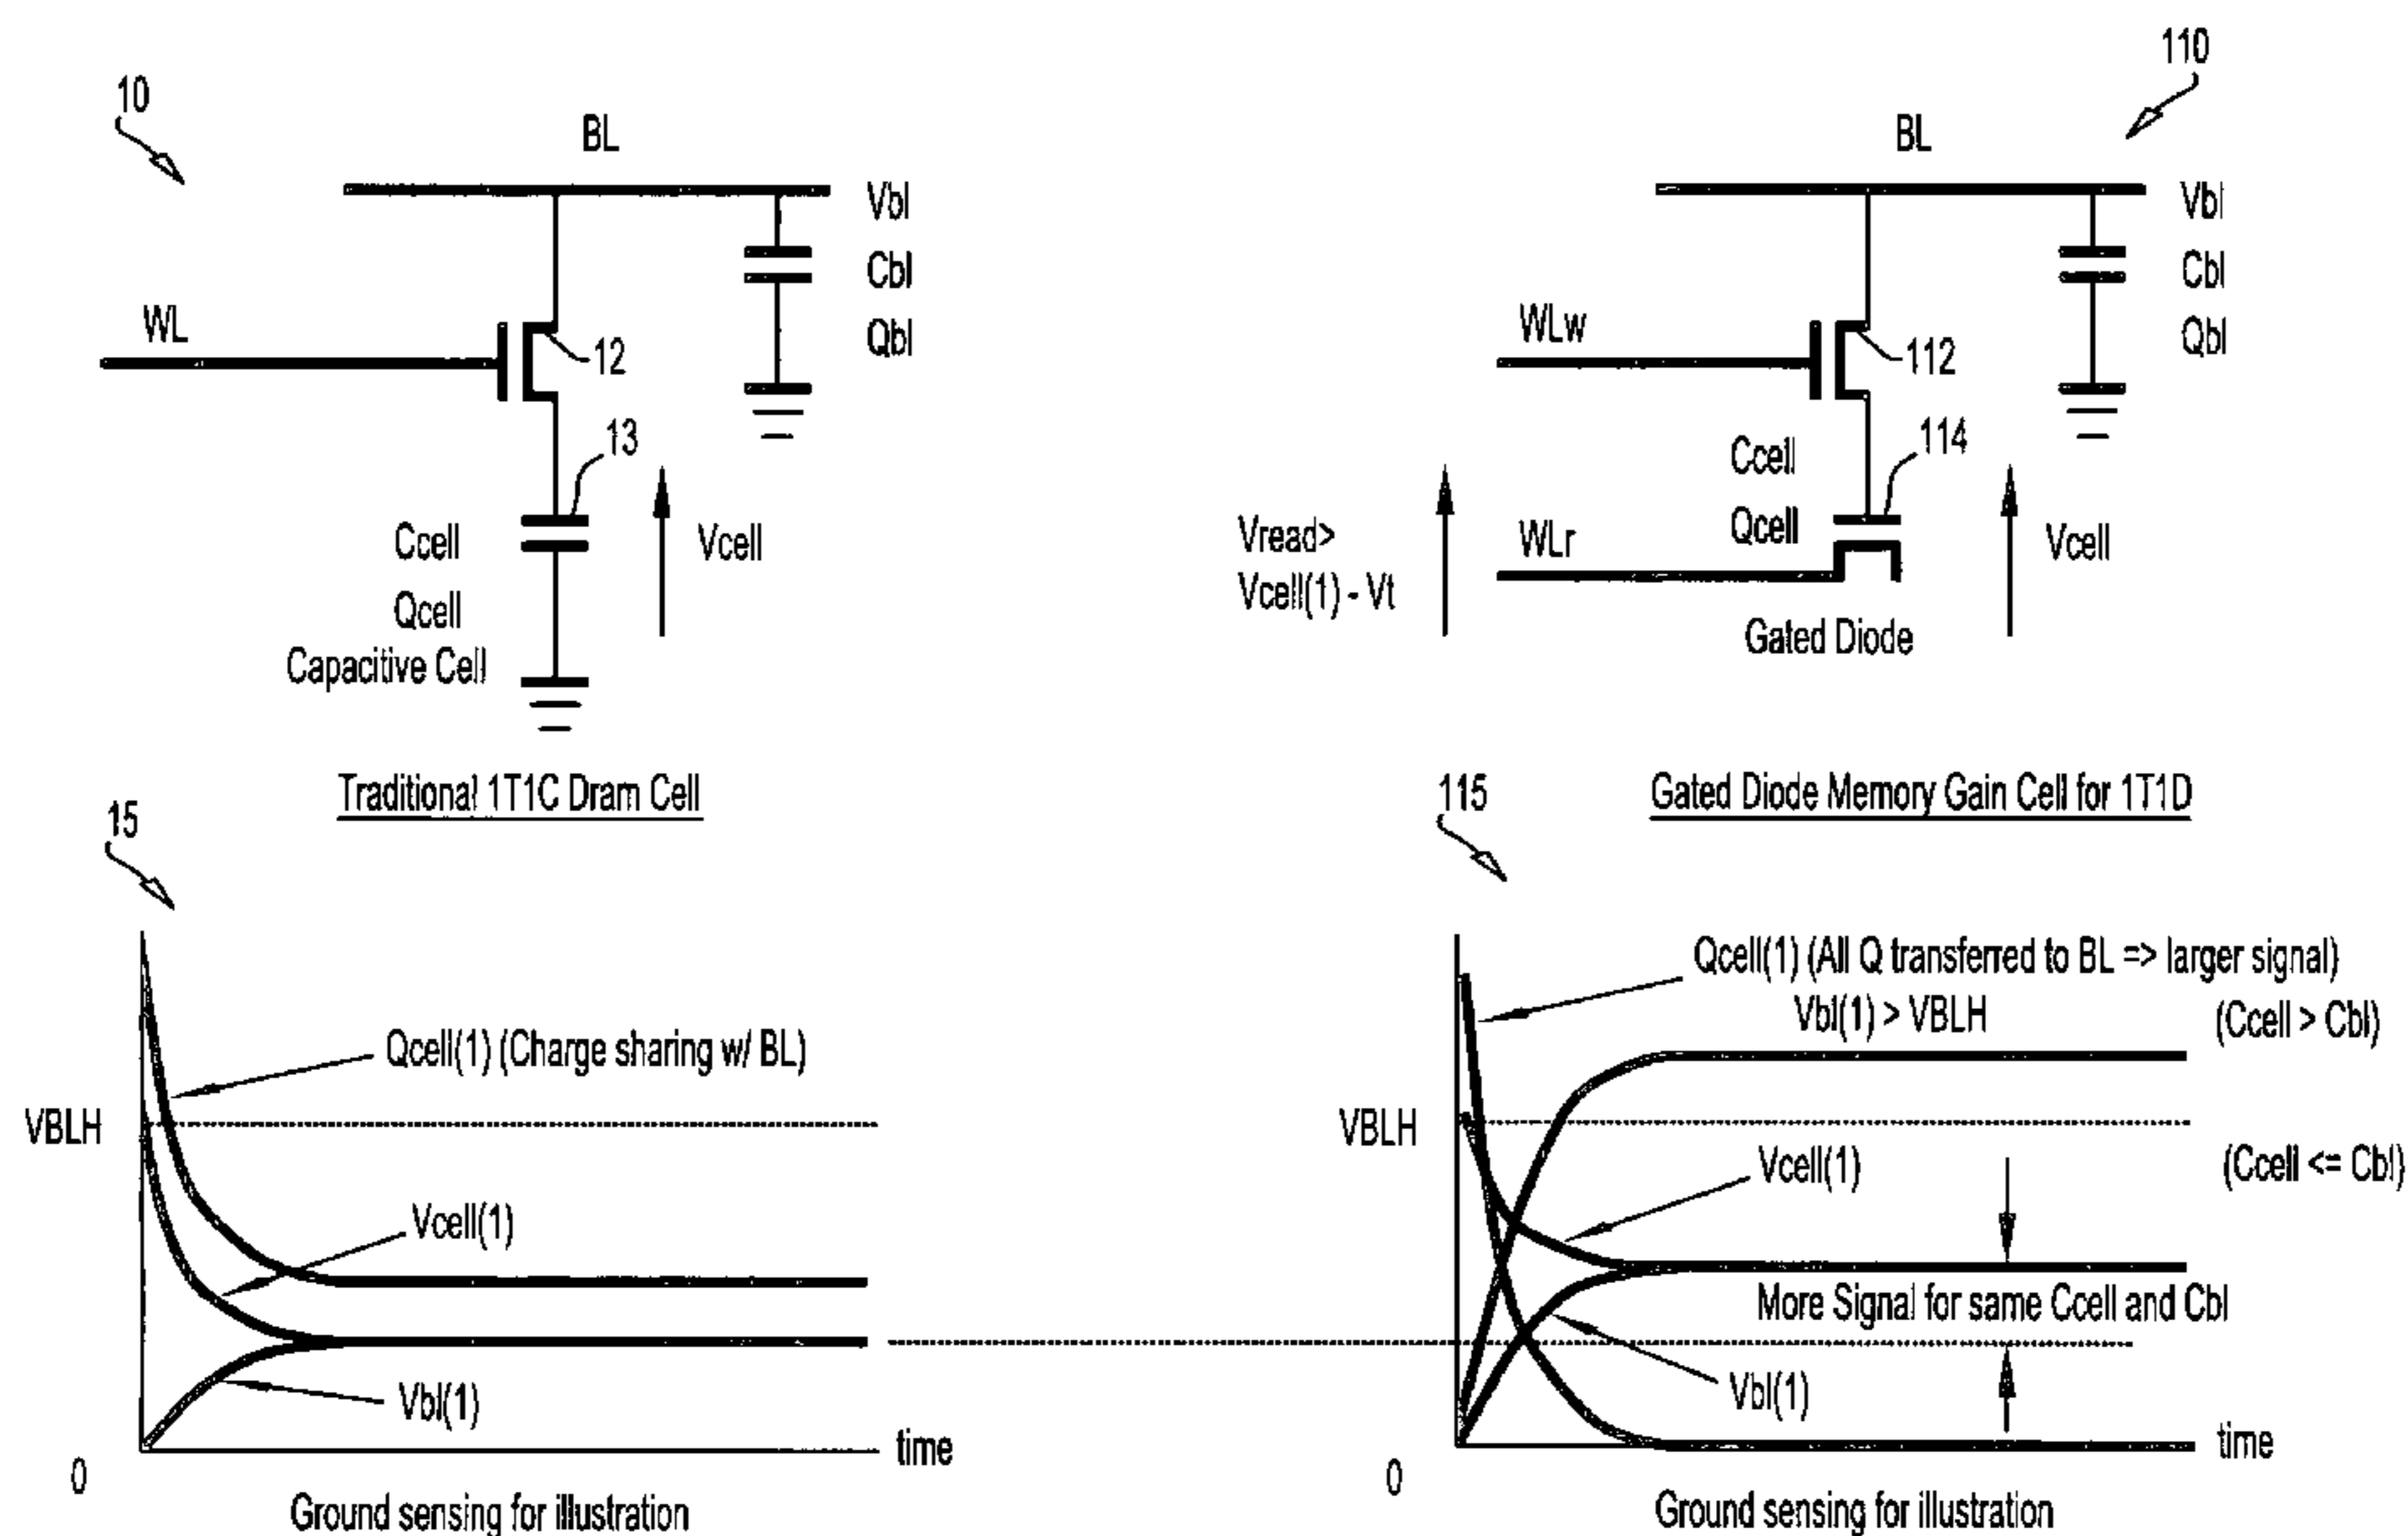 10
BL
Vbl
Cbl
Qbl
WL
12
13
Ccell
Qcell
Capacitive Cell
Vcell
Traditional 1T1C Dram Cell
110
BL
Vbl
Cbl
Qbl
WLw
112
Ccell
Qcell
114
Vread>
Vcell(1) - Vt
WLr
Vcell
Gated Diode
Gated Diode Memory Gain Cell for 1T1D
15
Qcell(1) (Charge sharing w/ BL)
VBLH
Vcell(1)
Vbl(1)
time
0
Ground sensing for illustration
115
Qcell(1) (All Q transferred to BL => larger signal)
Vbl(1) > VBLH
(Ccell > Cbl)
VBLH
Vcell(1)
(Ccell <= Cbl)
More Signal for same Ccell and Cbl
Vbl(1)
time
0
Ground sensing for illustration